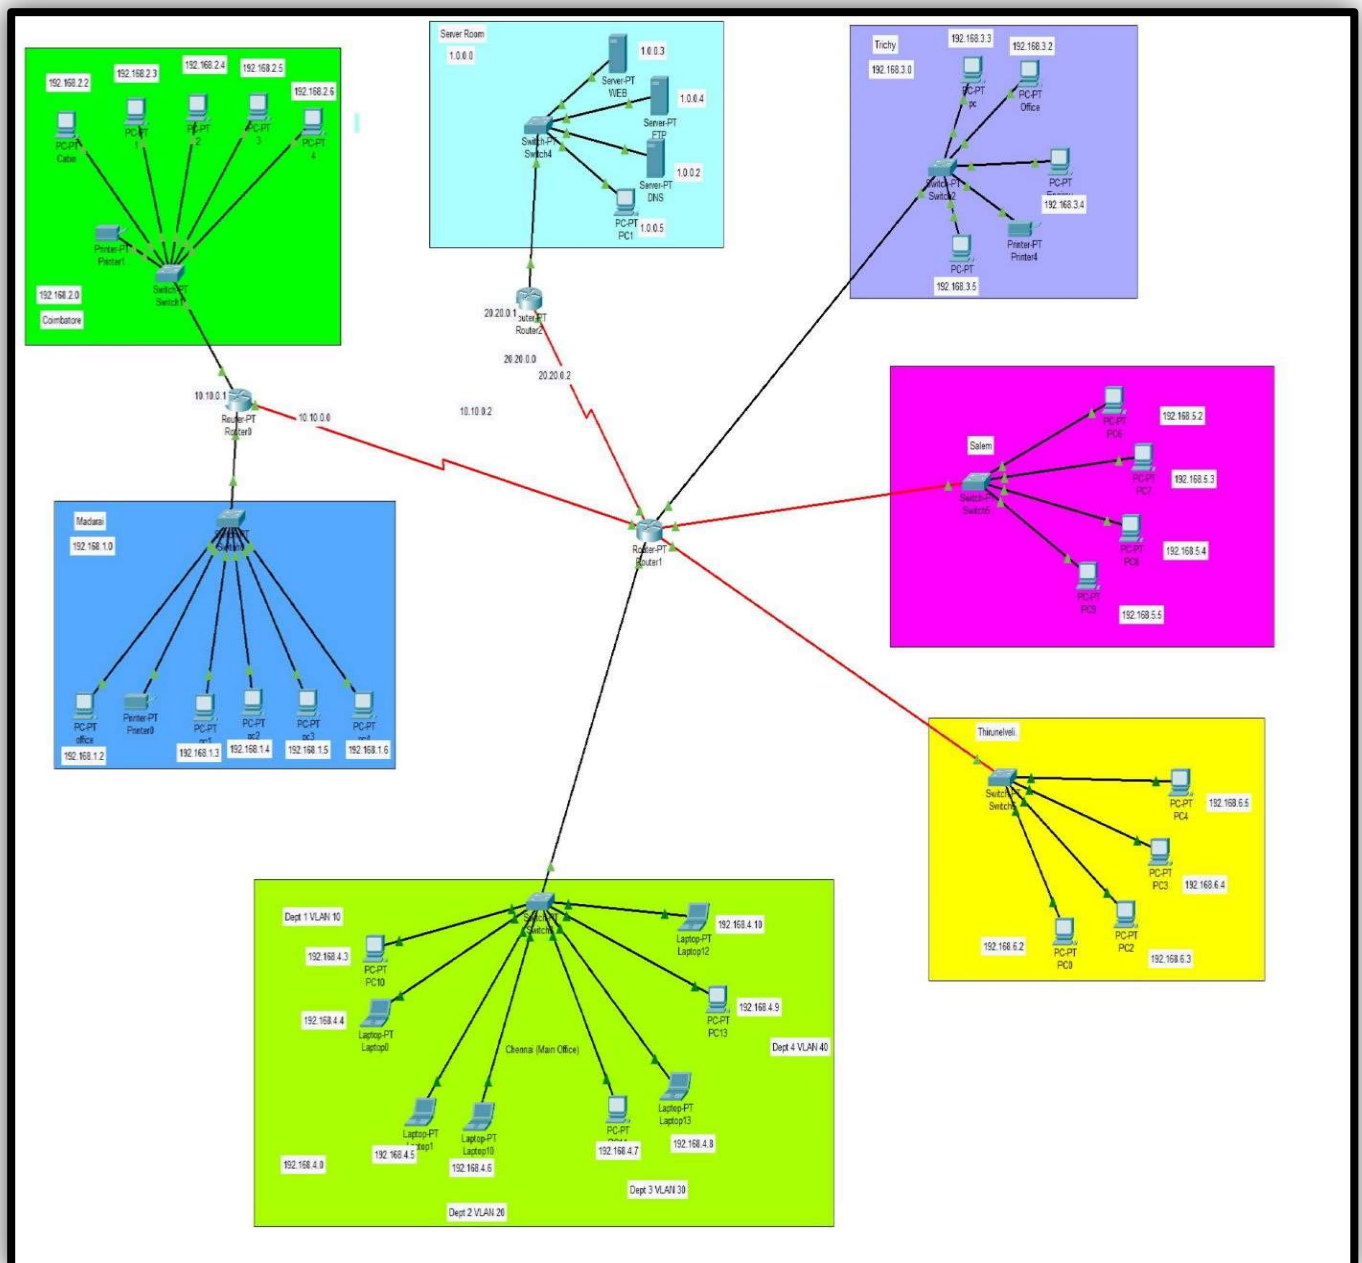 192.168.2.2
192.168.2.3
192.168.2.4
192.168.2.5
192.168.2.6
PC-PT
Cabin
PC-PT
1
PC-PT
2
PC-PT
3
PC-PT
4
Printer-PT
Printer1
Switch-PT
Switch1
192.168.2.0
Coimbatore
Server Room
1.0.0.0
1.0.0.3
Server-PT
WEB
1.0.0.4
Server-PT
FTP
Switch-PT
Switch4
1.0.0.2
Server-PT
DNS
PC-PT
PC1
1.0.0.5
Trichy
192.168.3.0
192.168.3.3
192.168.3.2
PC-PT
pc
PC-PT
Office
Switch-PT
Switch2
PC-PT
192.168.3.4
Printer-PT
Printer4
PC-PT
192.168.3.5
20.20.0.1
Router2
20.20.0.0
20.20.0.2
10.10.0.1
Router-PT
Router0
10.10.0.0
10.10.0.2
Router-PT
Router1
Salem
192.168.5.2
PC-PT
PC6
PC-PT
PC7
192.168.5.3
PC-PT
PC8
192.168.5.4
PC-PT
PC9
192.168.5.5
Madurai
192.168.1.0
PC-PT
office
192.168.1.2
Printer-PT
Printer0
PC-PT
pc1
192.168.1.3
PC-PT
pc2
192.168.1.4
PC-PT
pc3
192.168.1.5
PC-PT
pc4
192.168.1.6
Thirunelveli.
PC-PT
PC4
192.168.6.5
PC-PT
PC3
192.168.6.4
PC-PT
PC2
192.168.6.3
PC-PT
PC0
192.168.6.2
Dept 1 VLAN 10
192.168.4.3
PC-PT
PC10
192.168.4.4
Laptop-PT
Laptop0
Laptop-PT
Laptop12
192.168.4.10
PC-PT
PC13
192.168.4.9
Chennai (Main Office)
Dept 4 VLAN 40
Laptop-PT
Laptop1
192.168.4.5
Laptop-PT
Laptop10
192.168.4.6
PC-PT
192.168.4.7
Laptop-PT
Laptop13
192.168.4.8
192.168.4.0
Dept 3 VLAN 30
Dept 2 VLAN 20